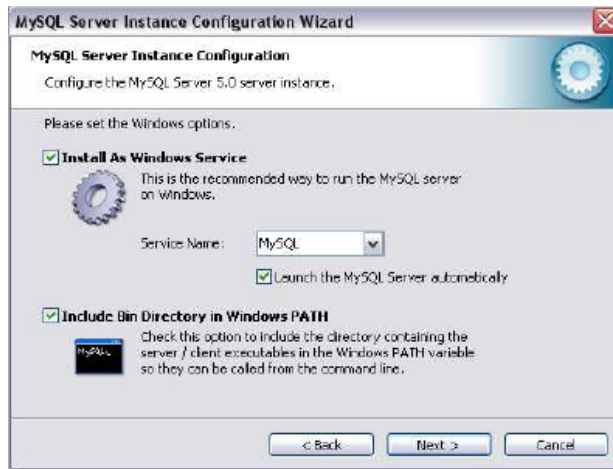 MySQL Server Instance Configuration Wizard
MySQL Server Instance Configuration
Configure the MySQL Server 5.0 server instance.
Please set the Windows options.
Install As Windows Service
This is the recommended way to run the MySQL server
on Windows.
Service Name: MySQL
Launch the MySQL Server automatically
Include Bin Directory in Windows PATH
Check this option to include the directory containing the
server / client executables in the Windows PATH variable
so they can be called from the command line.
< Back Next > Cancel